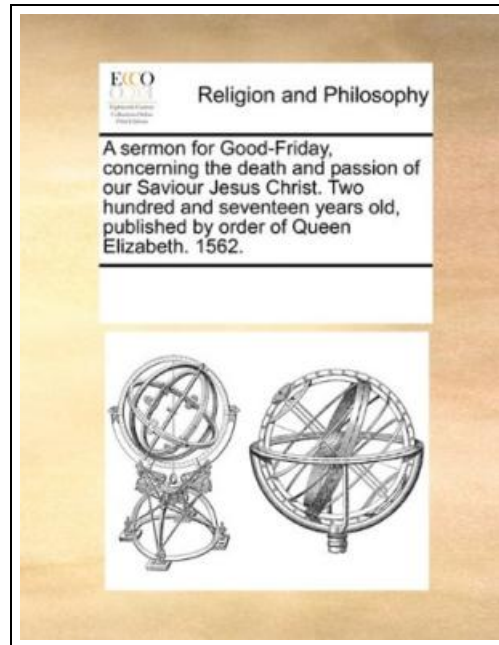 ECCO
Religion and Philosophy
A sermon for Good-Friday,
concerning the death and passion of
our Saviour Jesus Christ. Two
hundred and seventeen years old,
published by order of Queen
Elizabeth. 1562.